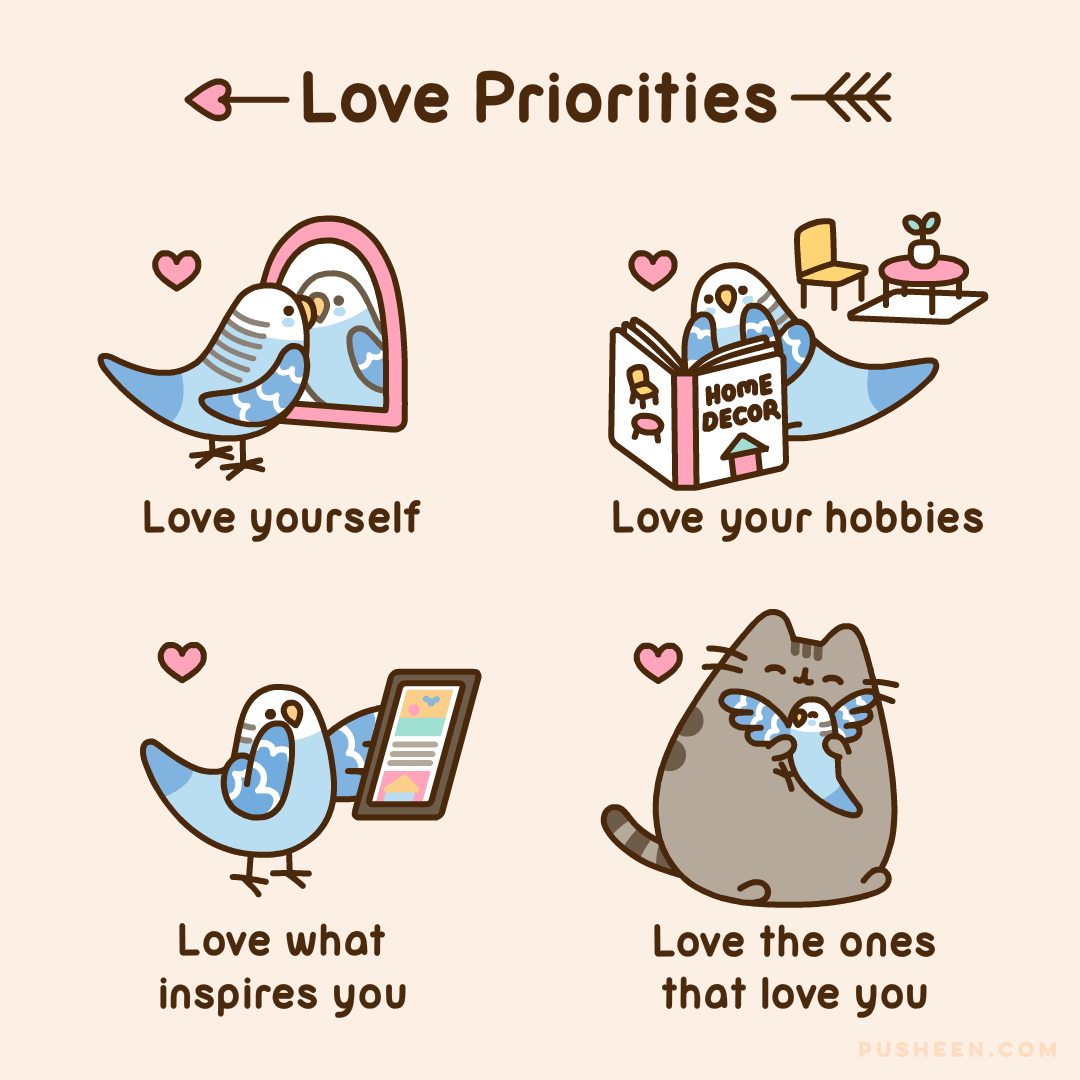 Love Priorities
HOME
DECOR
Love yourself
Love your hobbies
Love what
inspires you
Love the ones
that love you
PUSHEEN.COM